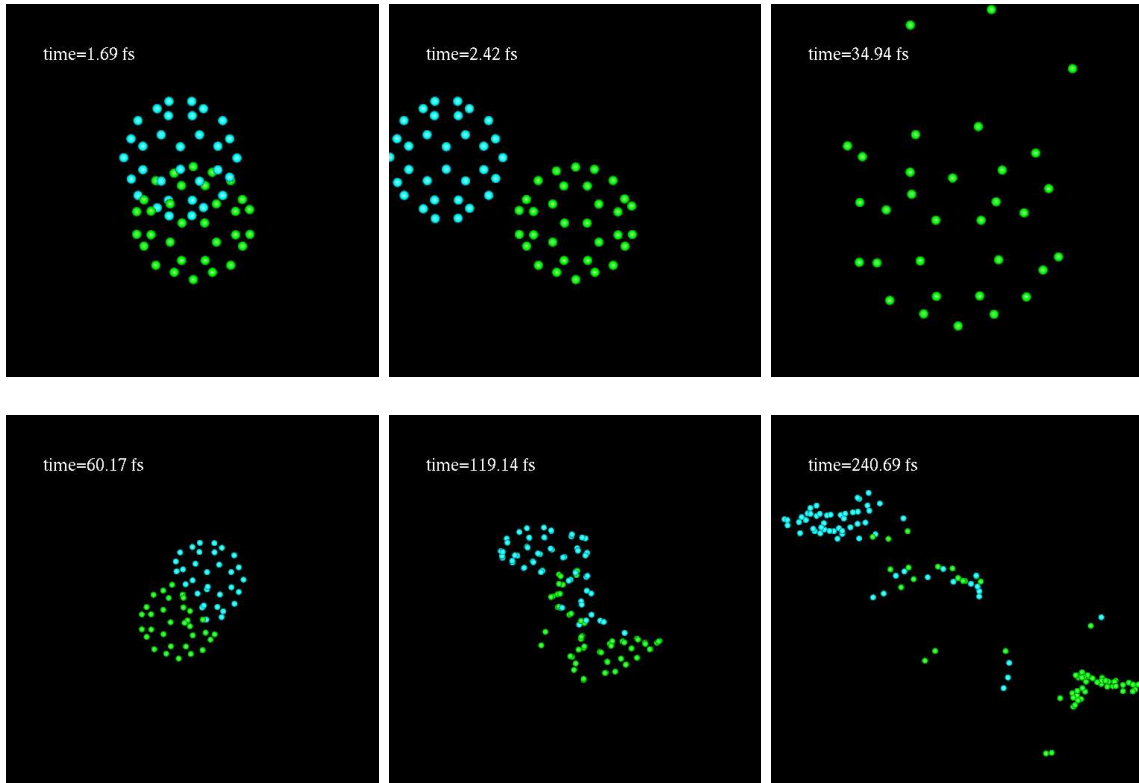 time=1.69 fs
time=2.42 fs
time=34.94 fs
time=60.17 fs
time=119.14 fs
time=240.69 fs